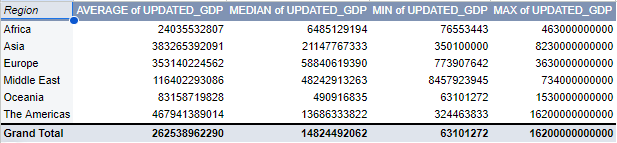 Region AVERAGE of UPDATED_GDP MEDIAN of UPDATED_GDP MIN of UPDATED_GDP MAX of UPDATED_GDP
Africa 24035532807 6485129194 76553443 463000000000
Asia 383265392091 21147767333 350100000 8230000000000
Europe 353140224562 58840619390 773907642 3630000000000
Middle East 116402293086 48242913263 8457923945 734000000000
Oceania 83158719828 490916835 63101272 1530000000000
The Americas 467941389014 13686333822 324463833 16200000000000
Grand Total 262538962290 14824492062 63101272 16200000000000